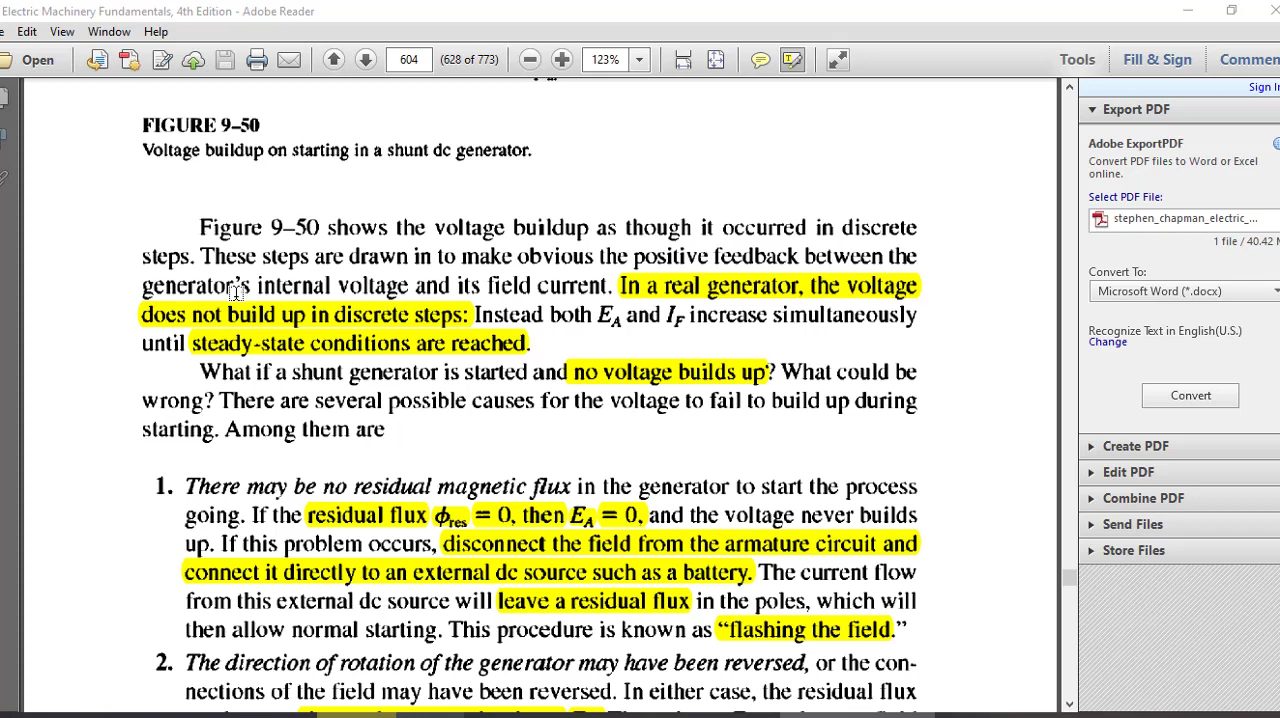 Electric Machinery Fundamentals, 4th Edition - Adobe Reader
Edit View Window Help
Open 604 (628 of 773) 123% Tools Fill & Sign Commen
Sign In
FIGURE 9–50
Voltage buildup on starting in a shunt dc generator.
Figure 9–50 shows the voltage buildup as though it occurred in discrete
steps. These steps are drawn in to make obvious the positive feedback between the
generator's internal voltage and its field current. In a real generator, the voltage
does not build up in discrete steps: Instead both E_A and I_F increase simultaneously
until steady-state conditions are reached.
What if a shunt generator is started and no voltage builds up? What could be
wrong? There are several possible causes for the voltage to fail to build up during
starting. Among them are
1. There may be no residual magnetic flux in the generator to start the process
going. If the residual flux ϕ_res = 0, then E_A = 0, and the voltage never builds
up. If this problem occurs, disconnect the field from the armature circuit and
connect it directly to an external dc source such as a battery. The current flow
from this external dc source will leave a residual flux in the poles, which will
then allow normal starting. This procedure is known as “flashing the field.”
2. The direction of rotation of the generator may have been reversed, or the con-
nections of the field may have been reversed. In either case, the residual flux
Export PDF
Adobe ExportPDF
Convert PDF files to Word or Excel
online.
Select PDF File:
stephen_chapman_electric_...
1 file / 40.42 M
Convert To:
Microsoft Word (*.docx)
Recognize Text in English(U.S.)
Change
Convert
Create PDF
Edit PDF
Combine PDF
Send Files
Store Files